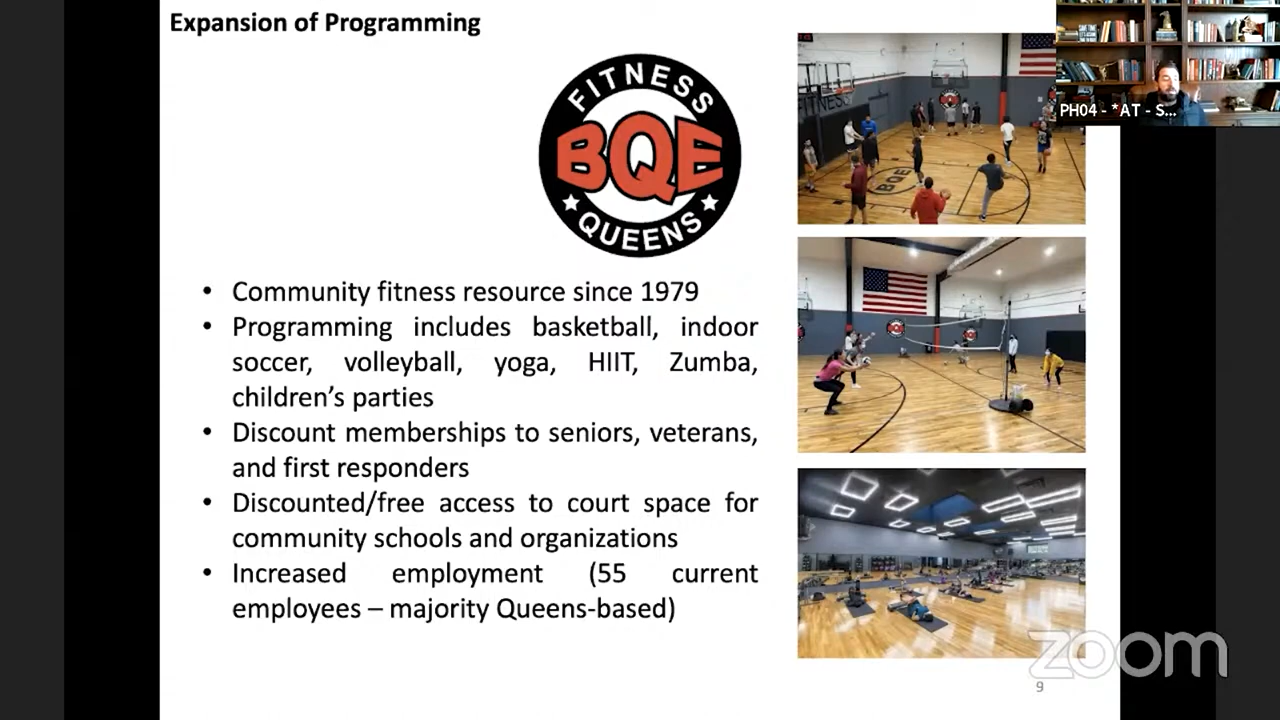 Expansion of Programming
FITNESS
BQE
QUEENS
PH04 - *AT - S...
• Community fitness resource since 1979
• Programming includes basketball, indoor
soccer, volleyball, yoga, HIIT, Zumba,
children’s parties
• Discount memberships to seniors, veterans,
and first responders
• Discounted/free access to court space for
community schools and organizations
• Increased employment (55 current
employees – majority Queens-based)
FITNESS
BQE
zoom
9